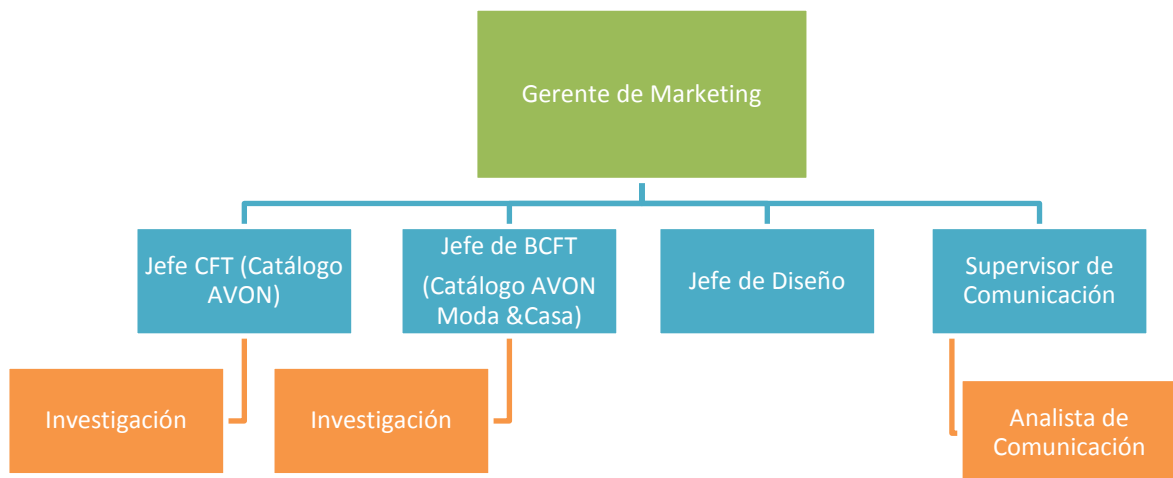 Gerente de Marketing
Jefe CFT (Catálogo
AVON)
Jefe de BCFT
(Catálogo AVON
Moda &Casa)
Jefe de Diseño
Supervisor de
Comunicación
Investigación
Investigación
Analista de
Comunicación